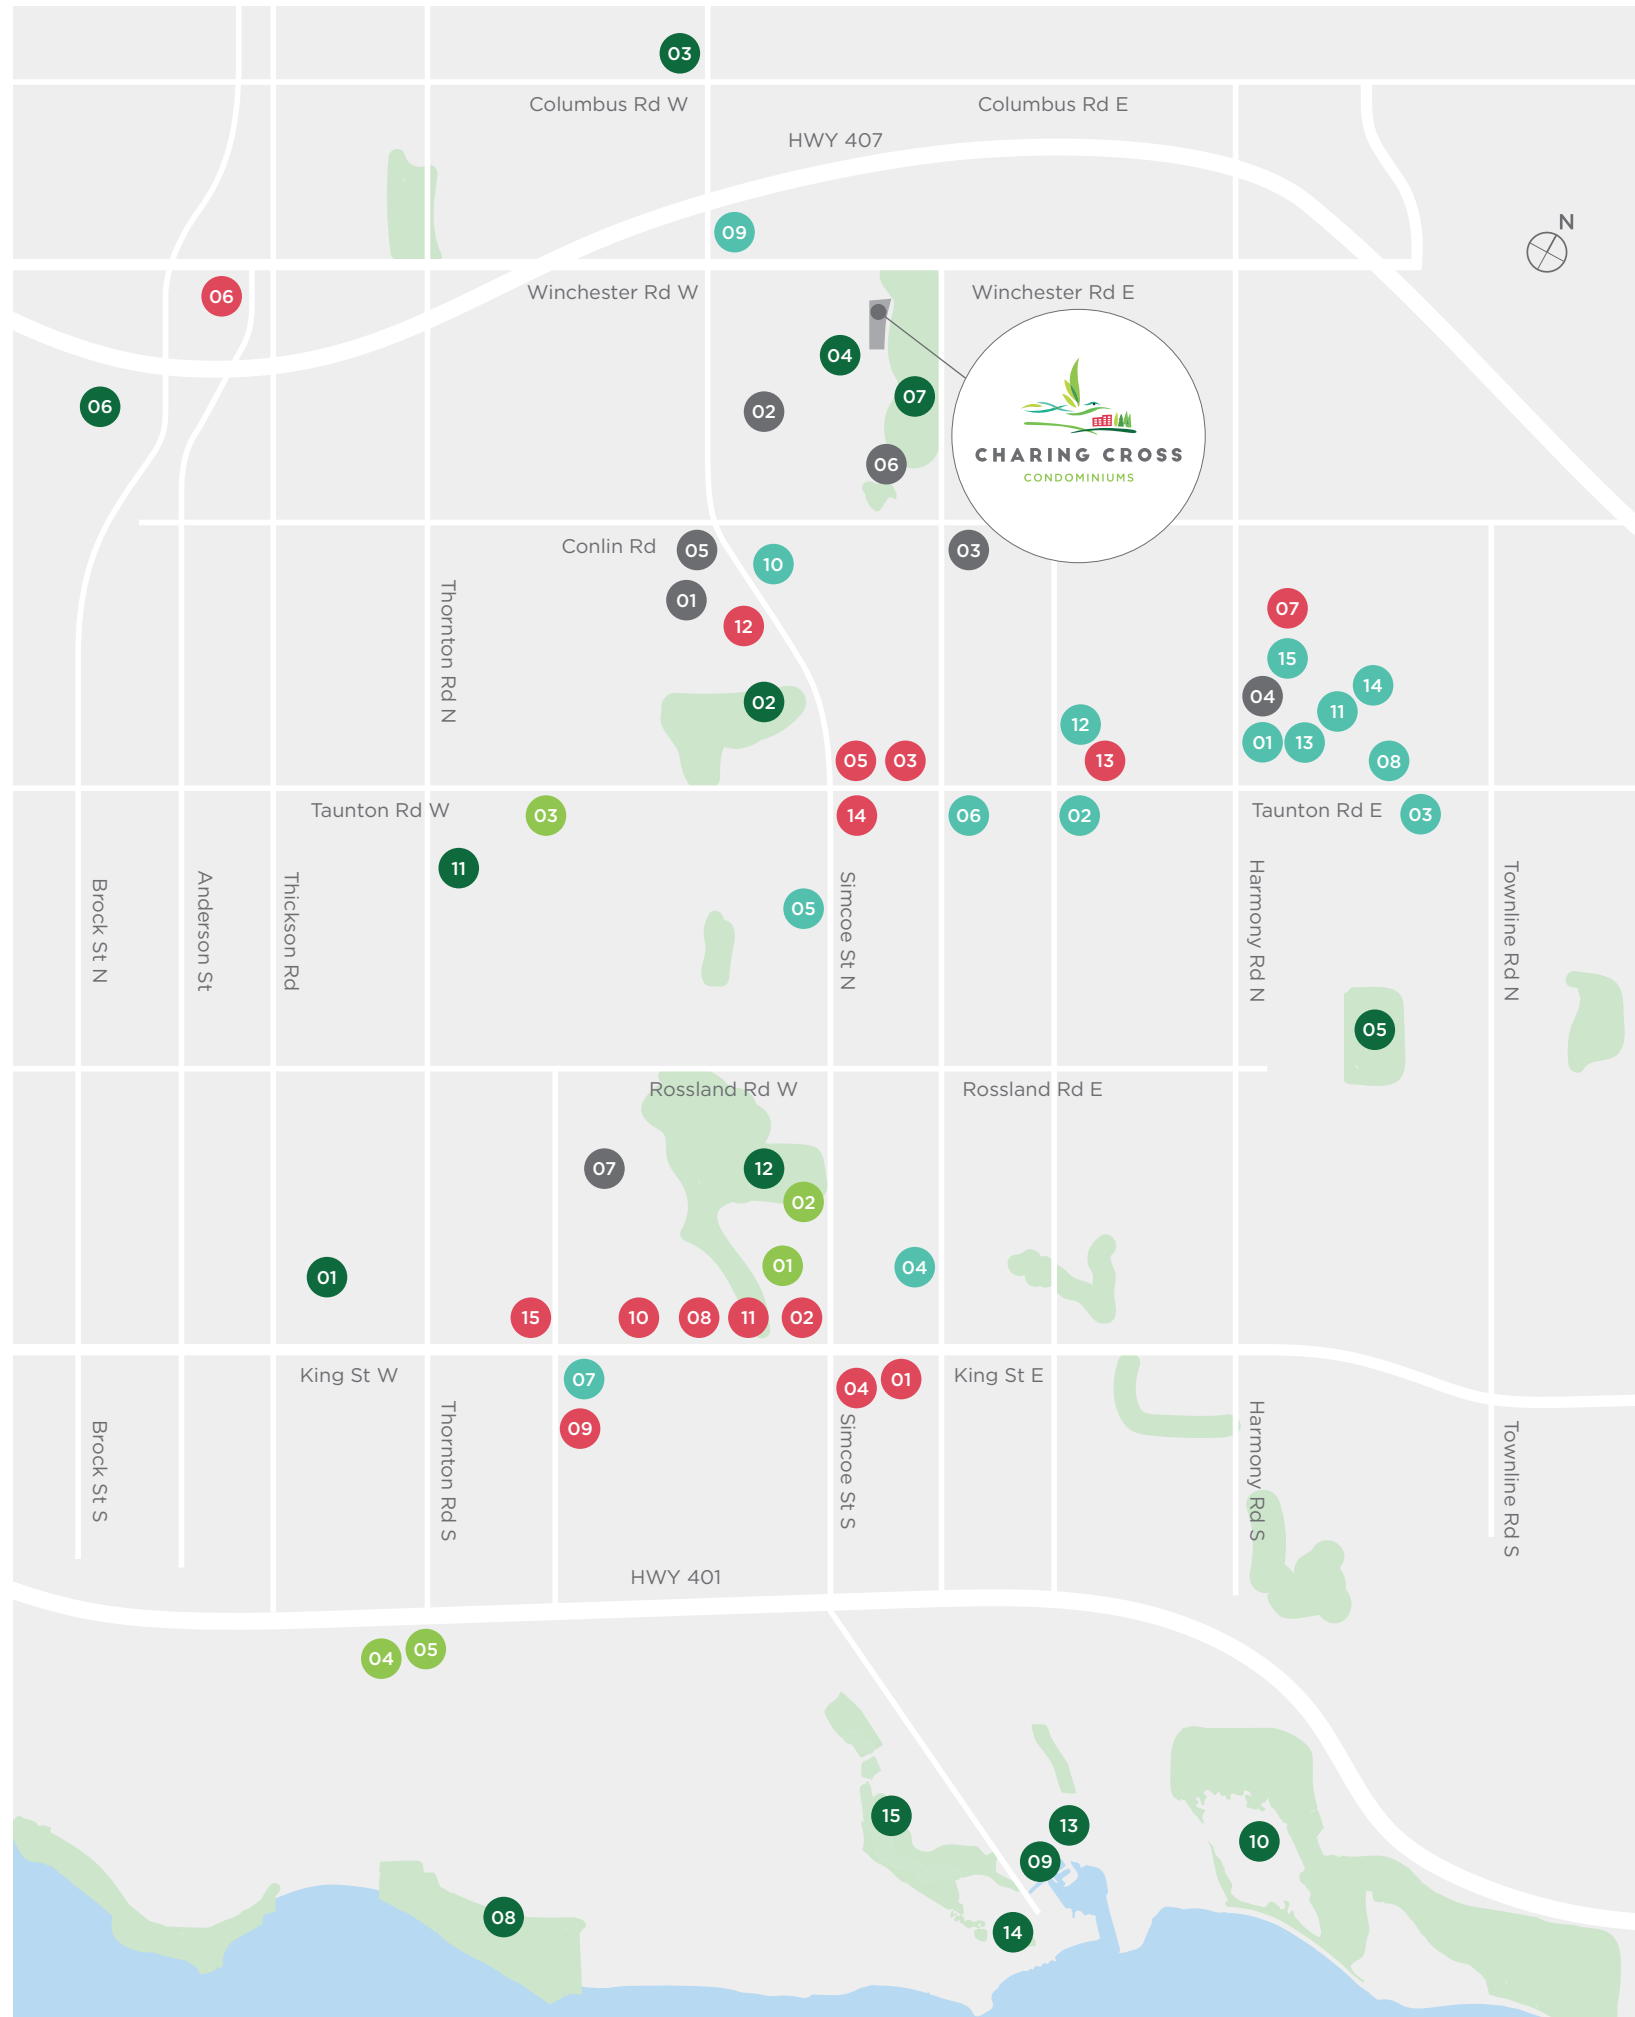 03
Columbus Rd W
Columbus Rd E
HWY 407
N
09
06
Winchester Rd W
Winchester Rd E
04
07
06
02
CHARING CROSS
CONDOMINIUMS
06
Conlin Rd
05
03
10
01
07
12
Thornton Rd N
15
14
04
02
11
12
01
13
05
03
13
08
Taunton Rd W
03
14
06
02
Taunton Rd E
03
11
Brock St N
Anderson St
Thickson Rd
05
Simcoe St N
Harmony Rd N
Townline Rd N
05
Rossland Rd W
Rossland Rd E
07
12
02
01
04
01
15
10
08
11
02
King St W
07
04
01
King St E
09
Brock St S
Thornton Rd S
Simcoe St S
Harmony Rd S
Townline Rd S
HWY 401
04
05
15
13
10
09
08
14